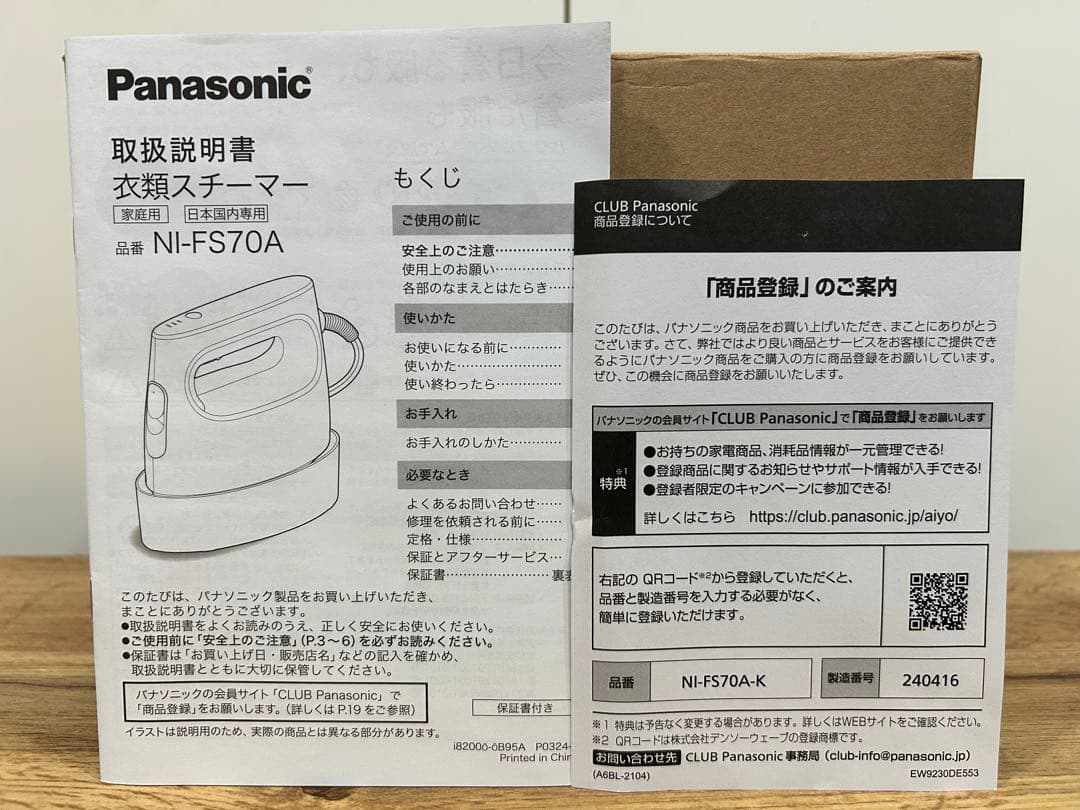 Panasonic®
取扱説明書
衣類スチーマー
家庭用 日本国内専用
品番 NI-FS70A
もくじ
ご使用の前に
安全上のご注意
使用上のお願い
各部のなまえとはたらき
使いかた
お使いになる前に
使いかた
使い終わったら
お手入れ
お手入れのしかた
必要なとき
よくあるお問い合わせ
修理を依頼される前に
定格・仕様
保証とアフターサービス
保証書 裏表
このたびは、パナソニック製品をお買い上げいただき、
まことにありがとうございます。
●取扱説明書をよくお読みのうえ、正しく安全にお使いください。
●ご使用前に「安全上のご注意」(P.3〜6)を必ずお読みください。
●保証書は「お買い上げ日・販売店名」などの記入を確かめ、
取扱説明書とともに大切に保管してください。
パナソニックの会員サイト「CLUB Panasonic」で
「商品登録」をお願いします。(詳しくは P.19 をご参照)
保証書付き
イラストは説明用のため、実際の商品とは異なる部分があります。
P0324-
Printed in Chin
CLUB Panasonic
商品登録について
「商品登録」のご案内
このたびは、パナソニック商品をお買い上げいただき、まことにありがとう
ございます。さて、弊社ではより良い商品とサービスをお客様にご提供でき
るようにパナソニック商品をご購入の方に商品登録をお願いしています。
ぜひ、この機会に商品登録をお願いいたします。
パナソニックの会員サイト「CLUB Panasonic」で「商品登録」をお願いします
特典※1
●お持ちの家電商品、消耗品情報が一元管理できる!
●登録商品に関するお知らせやサポート情報が入手できる!
●登録者限定のキャンペーンに参加できる!
詳しくはこちら https://club.panasonic.jp/aiyo/
右記の QRコード※2から登録していただくと、
品番と製造番号を入力する必要がなく、
簡単に登録いただけます。
品番 NI-FS70A-K 製造番号 240416
※1 特典は予告なく変更する場合があります。詳しくはWEBサイトをご確認ください。
※2 QRコードは株式会社デンソーウェーブの登録商標です。
お問い合わせ先 CLUB Panasonic 事務局 (club-info@panasonic.jp)
(A6BL-2104) EW9230DE553